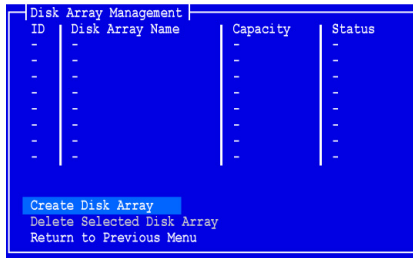 Disk Array Management
ID Disk Array Name Capacity Status
- - - -
- - - -
- - - -
- - - -
- - - -
- - - -
- - - -
- - - -
Create Disk Array
Delete Selected Disk Array
Return to Previous Menu